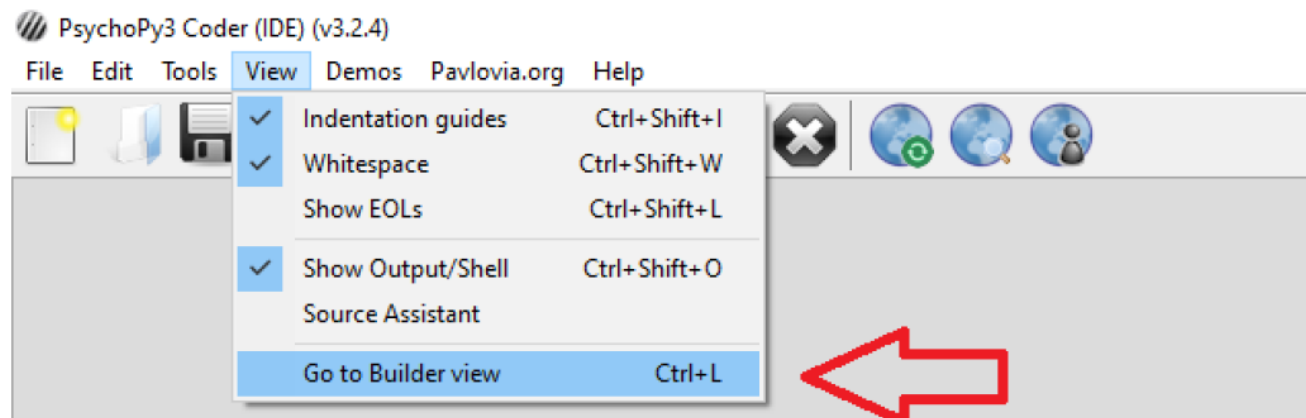 PsychoPy3 Coder (IDE) (v3.2.4)
File Edit Tools View Demos Pavlovia.org Help
Indentation guides Ctrl+Shift+I
Whitespace Ctrl+Shift+W
Show EOLs Ctrl+Shift+L
Show Output/Shell Ctrl+Shift+O
Source Assistant
Go to Builder view Ctrl+L